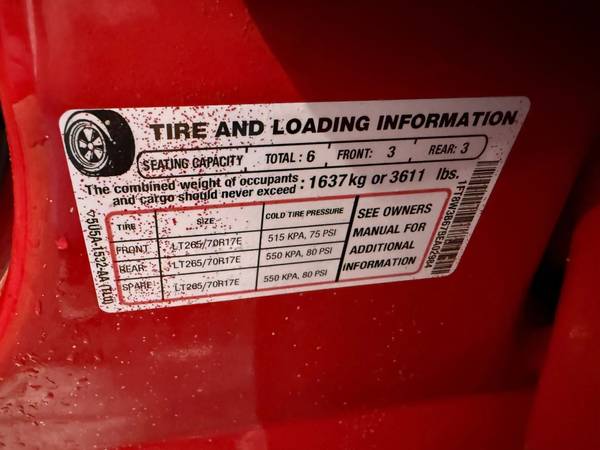 TIRE AND LOADING INFORMATION
SEATING CAPACITY TOTAL : 6 FRONT: 3 REAR: 3
The combined weight of occupants and cargo should never exceed : 1637kg or 3611 lbs.
TIRE SIZE COLD TIRE PRESSURE
FRONT LT265/70R17E 515 KPA, 75 PSI
REAR LT265/70R17E 550 KPA, 80 PSI
SPARE LT265/70R17E 550 KPA, 80 PSI
SEE OWNERS
MANUAL FOR
ADDITIONAL
INFORMATION